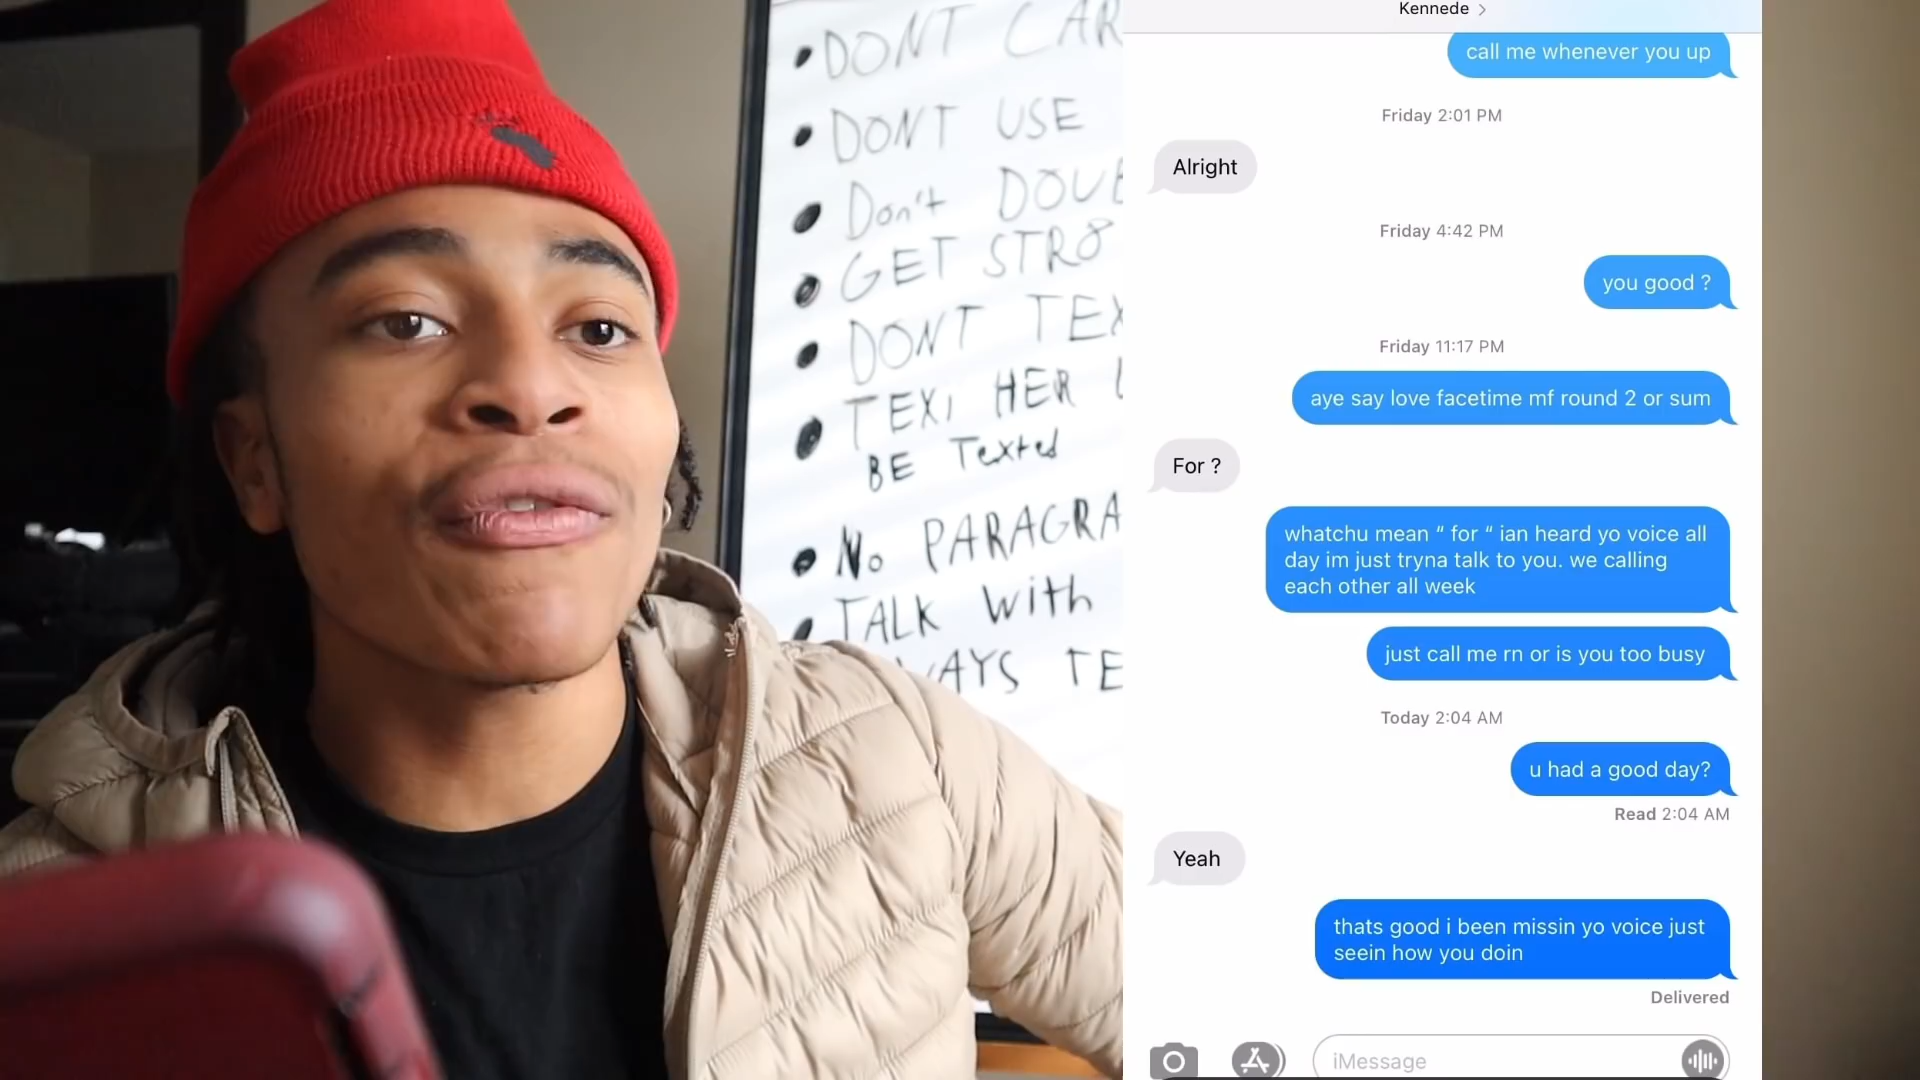 • DONT CAR
• DONT USE
• Don't DOUB
• GET STR8
• DONT TEX
• TEXT HER L
BE Texted
• No PARAGRA
• TALK With
WAYS TE
Kennede >
call me whenever you up
Friday 2:01 PM
Alright
Friday 4:42 PM
you good ?
Friday 11:17 PM
aye say love facetime mf round 2 or sum
For ?
whatchu mean “ for “ ian heard yo voice all
day im just tryna talk to you. we calling
each other all week
just call me rn or is you too busy
Today 2:04 AM
u had a good day?
Read 2:04 AM
Yeah
thats good i been missin yo voice just
seein how you doin
Delivered
iMessage